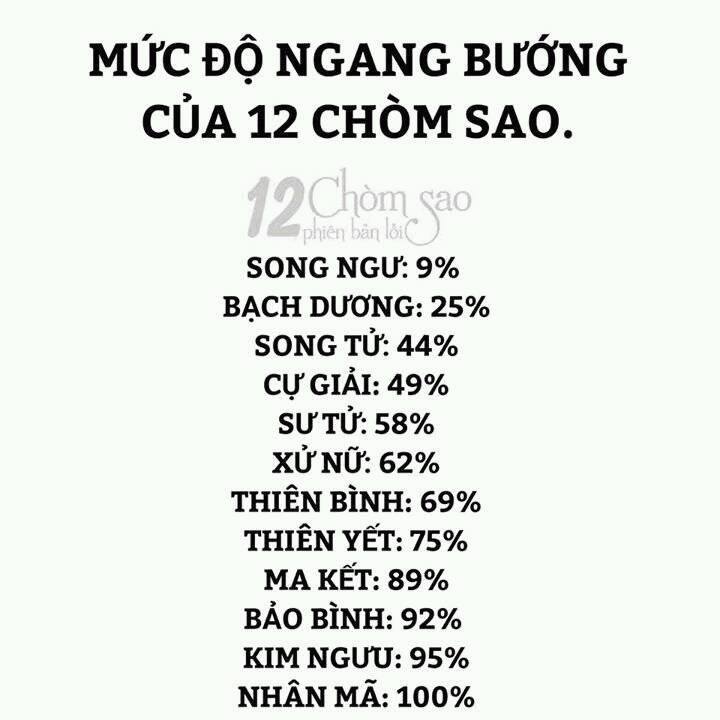 MỨC ĐỘ NGANG BƯỚNG
CỦA 12 CHÒM SAO.
12 Chòm sao
phiên bản lỗi
SONG NGƯ: 9%
BẠCH DƯƠNG: 25%
SONG TỬ: 44%
CỰ GIẢI: 49%
SƯ TỬ: 58%
XỬ NỮ: 62%
THIÊN BÌNH: 69%
THIÊN YẾT: 75%
MA KẾT: 89%
BẢO BÌNH: 92%
KIM NGƯU: 95%
NHÂN MÃ: 100%